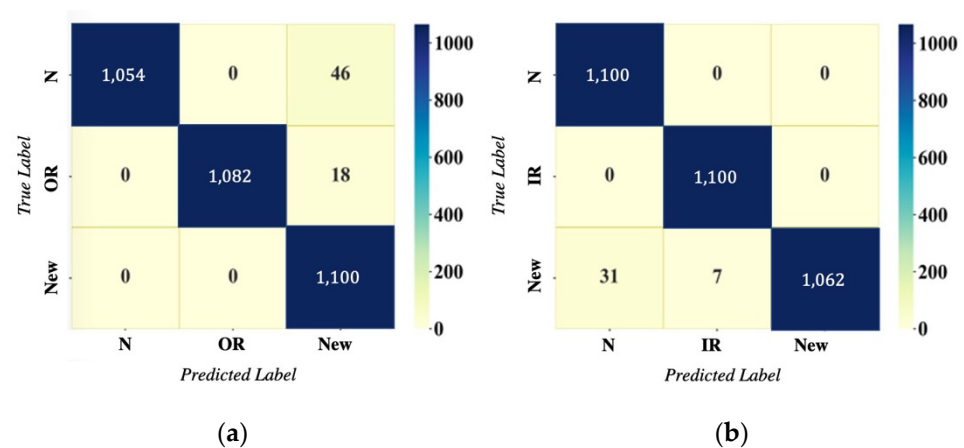 N 1,054 0 46
OR 0 1,082 18
New 0 0 1,100
True Label
N OR New
Predicted Label
1000
800
600
400
200
0
(a)
N 1,100 0 0
IR 0 1,100 0
New 31 7 1,062
True Label
N IR New
Predicted Label
1000
800
600
400
200
0
(b)